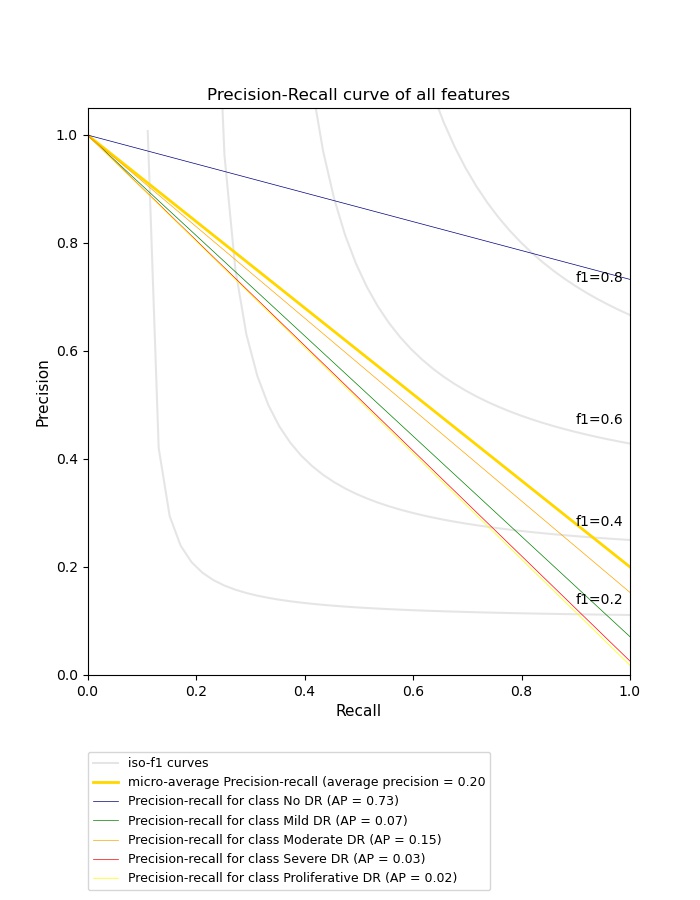 Precision-Recall curve of all features
1.0
0.8
0.6
0.4
0.2
0.0
Precision
f1=0.8
f1=0.6
f1=0.4
f1=0.2
0.0 0.2 0.4 0.6 0.8 1.0
Recall
iso-f1 curves
micro-average Precision-recall (average precision = 0.20
Precision-recall for class No DR (AP = 0.73)
Precision-recall for class Mild DR (AP = 0.07)
Precision-recall for class Moderate DR (AP = 0.15)
Precision-recall for class Severe DR (AP = 0.03)
Precision-recall for class Proliferative DR (AP = 0.02)